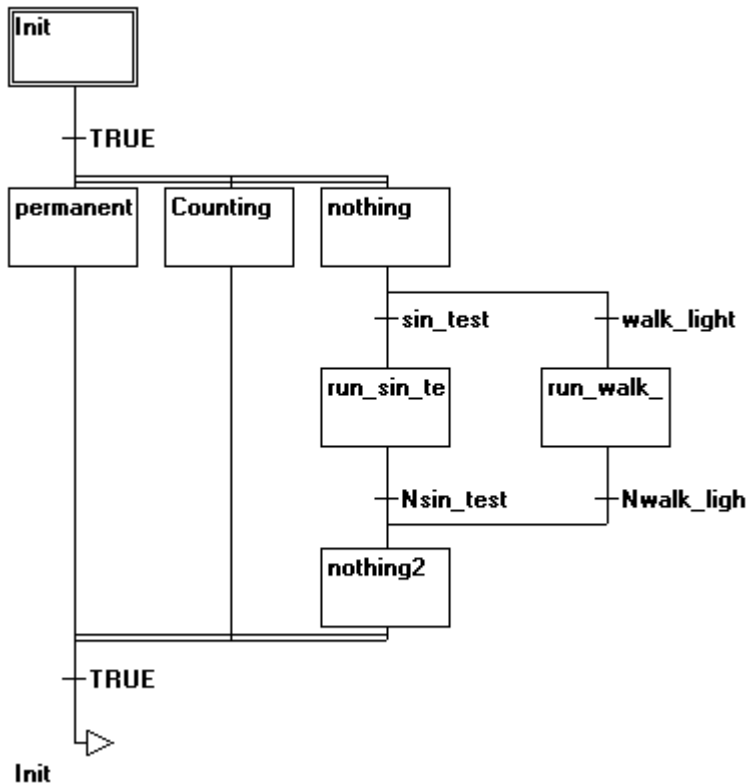 Init
TRUE
permanent
Counting
nothing
sin_test
walk_light
run_sin_te
run_walk_
Nsin_test
Nwalk_ligh
nothing2
TRUE
Init